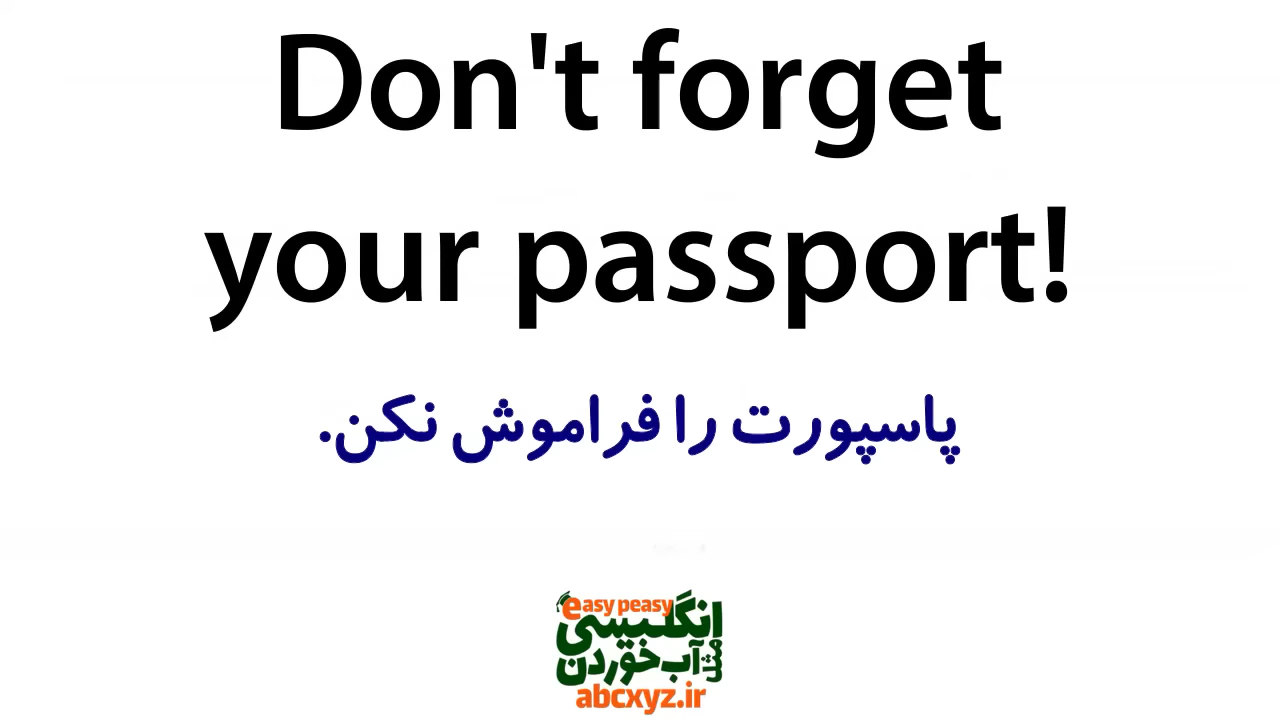 Don't forget
your passport!
پاسپورت را فراموش نکن.
easy peasy
انگلیسی
مثل آب خوردن
abcxyz.ir